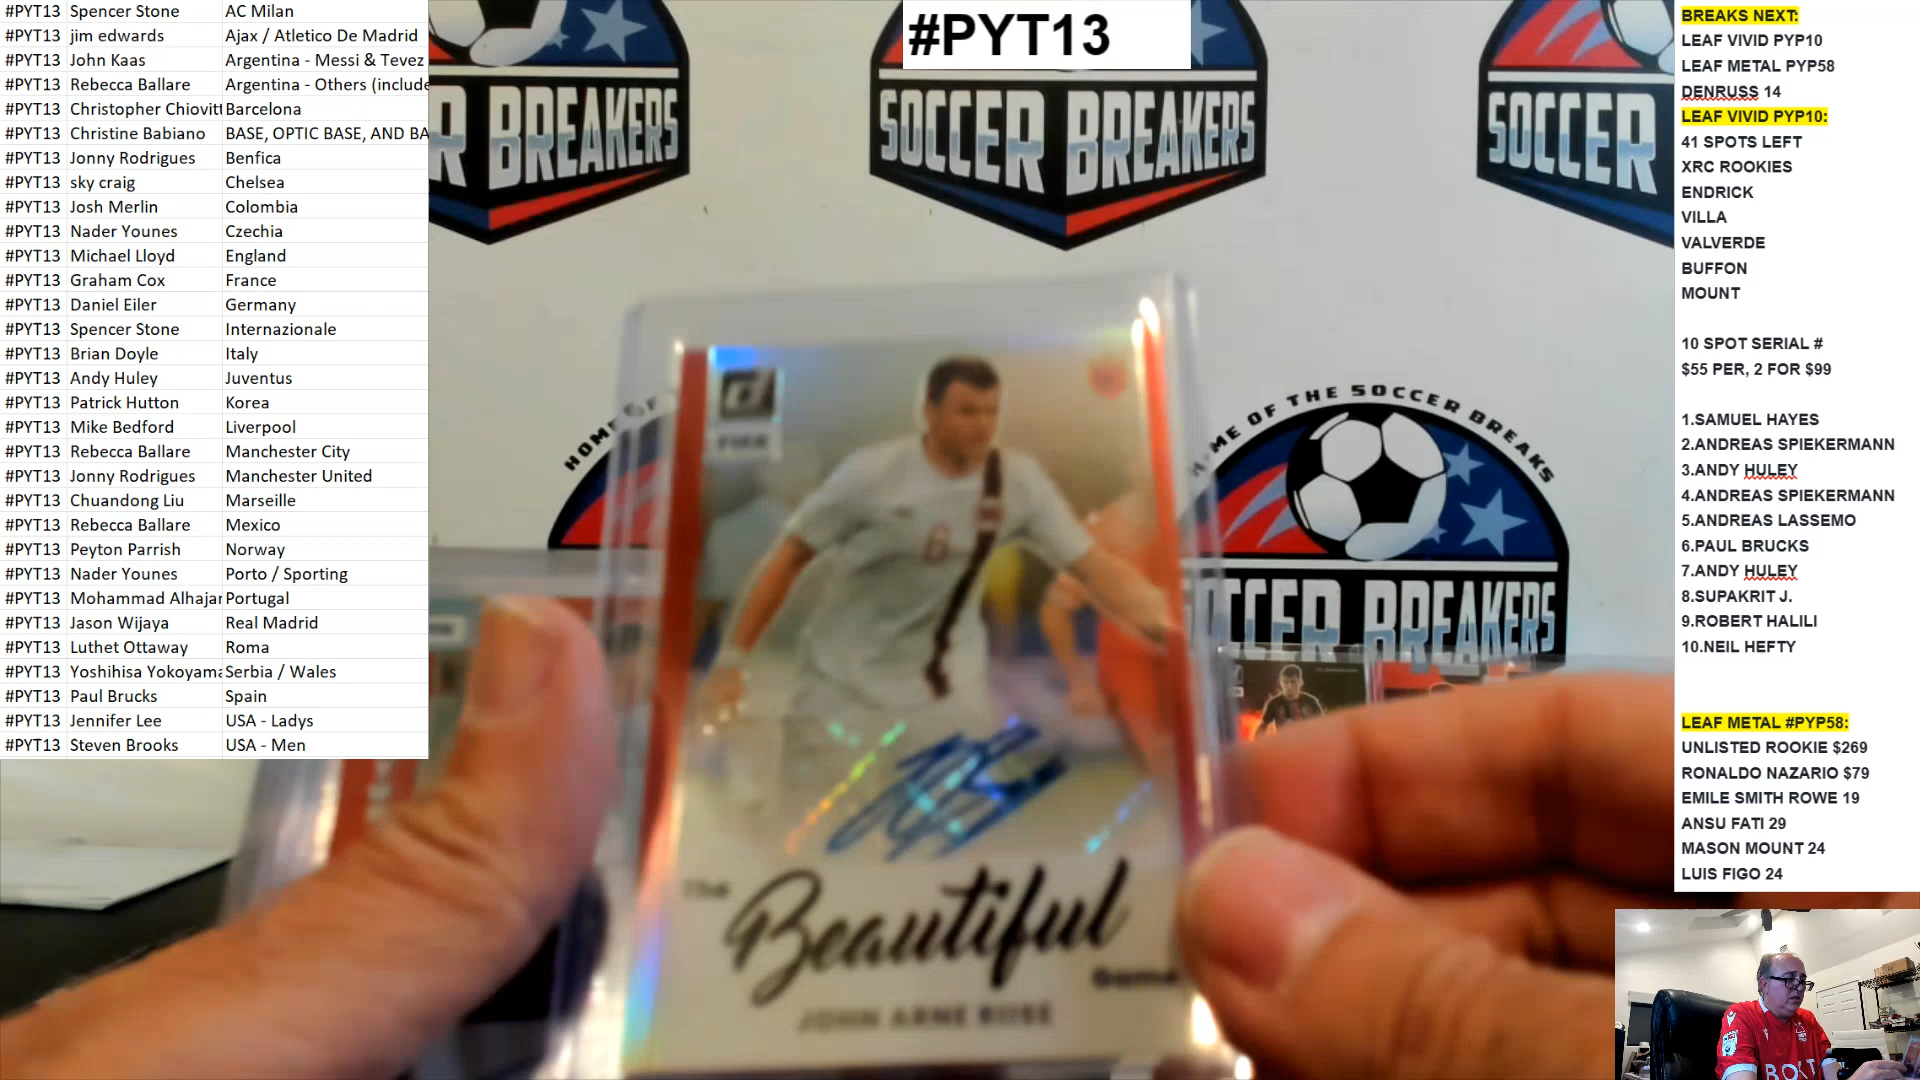 #PYT13 Spencer Stone AC Milan
#PYT13 jim edwards Ajax / Atletico De Madrid
#PYT13 John Kaas Argentina - Messi & Tevez
#PYT13 Rebecca Ballare Argentina - Others (include
#PYT13 Christopher Chiovitt Barcelona
#PYT13 Christine Babiano BASE, OPTIC BASE, AND BA
#PYT13 Jonny Rodrigues Benfica
#PYT13 sky craig Chelsea
#PYT13 Josh Merlin Colombia
#PYT13 Nader Younes Czechia
#PYT13 Michael Lloyd England
#PYT13 Graham Cox France
#PYT13 Daniel Eiler Germany
#PYT13 Spencer Stone Internazionale
#PYT13 Brian Doyle Italy
#PYT13 Andy Huley Juventus
#PYT13 Patrick Hutton Korea
#PYT13 Mike Bedford Liverpool
#PYT13 Rebecca Ballare Manchester City
#PYT13 Jonny Rodrigues Manchester United
#PYT13 Chuandong Liu Marseille
#PYT13 Rebecca Ballare Mexico
#PYT13 Peyton Parrish Norway
#PYT13 Nader Younes Porto / Sporting
#PYT13 Mohammad Alhajar Portugal
#PYT13 Jason Wijaya Real Madrid
#PYT13 Luthet Ottaway Roma
#PYT13 Yoshihisa Yokoyama Serbia / Wales
#PYT13 Paul Brucks Spain
#PYT13 Jennifer Lee USA - Ladys
#PYT13 Steven Brooks USA - Men
#PYT13
R BREAKERS
SOCCER BREAKERS
SOCCER
HOME OF
HOME OF THE SOCCER BREAKS
SOCCER BREAKERS
FIFA
6
The
Beautiful
Game
JOHN ARNE RIISE
BREAKS NEXT:
LEAF VIVID PYP10
LEAF METAL PYP58
DENRUSS 14
LEAF VIVID PYP10:
41 SPOTS LEFT
XRC ROOKIES
ENDRICK
VILLA
VALVERDE
BUFFON
MOUNT
10 SPOT SERIAL #
$55 PER, 2 FOR $99
1.SAMUEL HAYES
2.ANDREAS SPIEKERMANN
3.ANDY HULEY
4.ANDREAS SPIEKERMANN
5.ANDREAS LASSEMO
6.PAUL BRUCKS
7.ANDY HULEY
8.SUPAKRIT J.
9.ROBERT HALILI
10.NEIL HEFTY
LEAF METAL #PYP58:
UNLISTED ROOKIE $269
RONALDO NAZARIO $79
EMILE SMITH ROWE 19
ANSU FATI 29
MASON MOUNT 24
LUIS FIGO 24